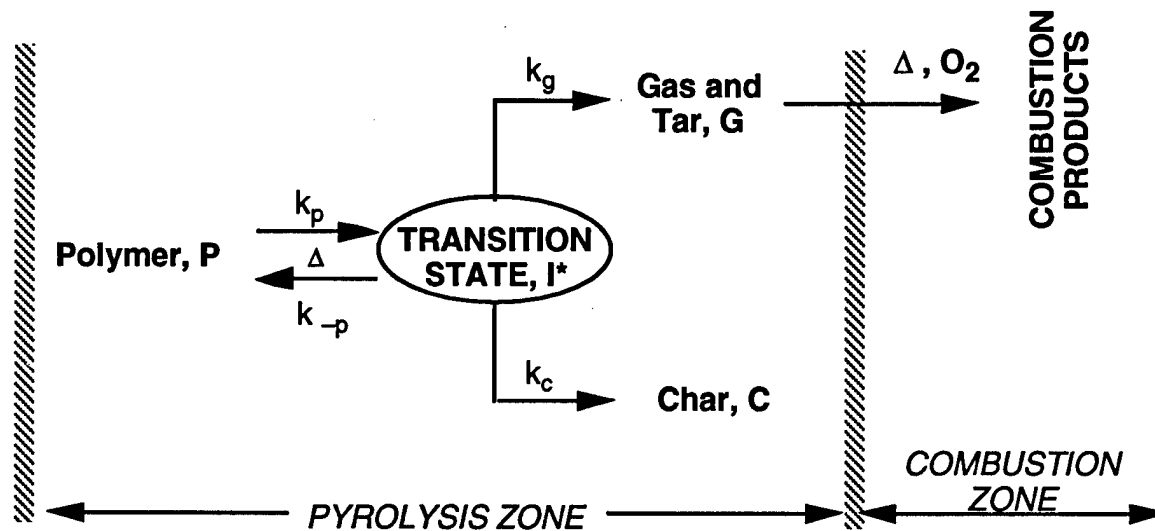 k_g
Gas and
Tar, G
Δ, O₂
COMBUSTION
PRODUCTS
k_p
Polymer, P
Δ
k_–p
TRANSITION
STATE, I*
k_c
Char, C
PYROLYSIS ZONE
COMBUSTION
ZONE